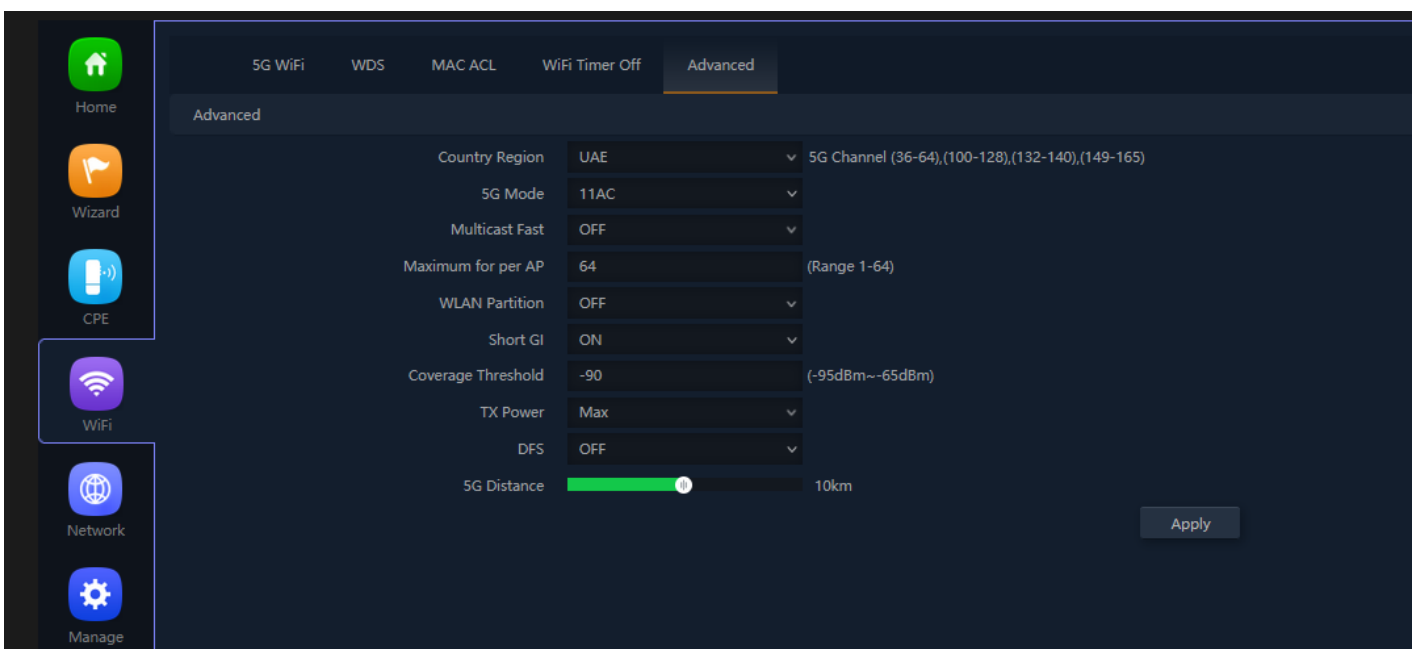 5G WiFi WDS MAC ACL WiFi Timer Off Advanced
Home
Advanced
Country Region UAE 5G Channel (36-64),(100-128),(132-140),(149-165)
5G Mode 11AC
Wizard
Multicast Fast OFF
Maximum for per AP 64 (Range 1-64)
WLAN Partition OFF
CPE
Short GI ON
Coverage Threshold -90 (-95dBm~-65dBm)
TX Power Max
WiFi
DFS OFF
5G Distance 10km
Network
Apply
Manage